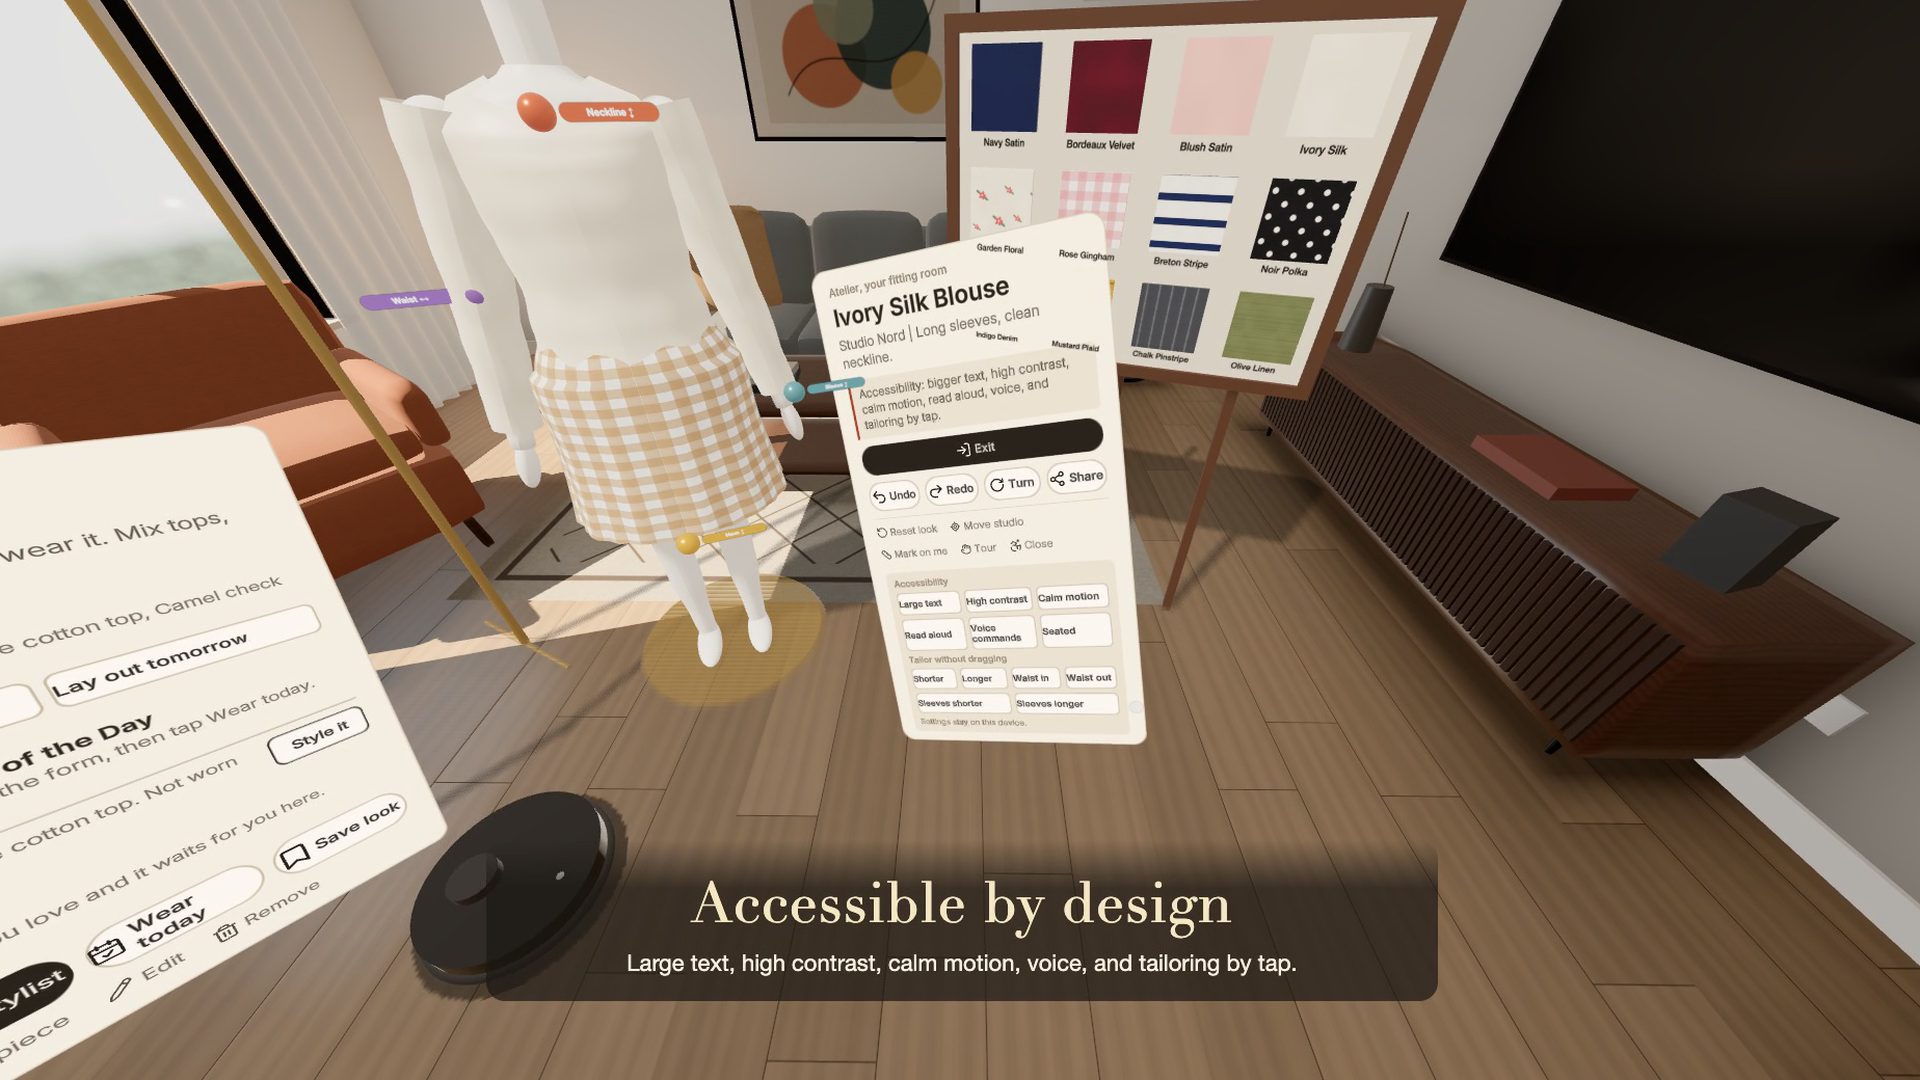 Neckline
Waist
Navy Satin
Bordeaux Velvet
Blush Satin
Ivory Silk
Garden Floral
Rose Gingham
Breton Stripe
Noir Polka
Indigo Denim
Mustard Plaid
Chalk Pinstripe
Olive Linen
Atelier, your fitting room
Ivory Silk Blouse
Studio Nord | Long sleeves, clean
neckline.
Accessibility: bigger text, high contrast,
calm motion, read aloud, voice, and
tailoring by tap.
Exit
Undo Redo Turn Share
Reset look Move studio
Mark on me Tour Close
Accessibility
Large text High contrast Calm motion
Read aloud Voice commands Seated
Tailor without dragging
Shorter Longer Waist in Waist out
Sleeves shorter Sleeves longer
Settings stay on this device.
wear it. Mix tops,
cotton top, Camel check
Lay out tomorrow
of the Day
the form, then tap Wear today.
cotton top. Not worn
Style it
love and it waits for you here.
Save look
Wear
today
Remove
Edit
piece
Accessible by design
Large text, high contrast, calm motion, voice, and tailoring by tap.